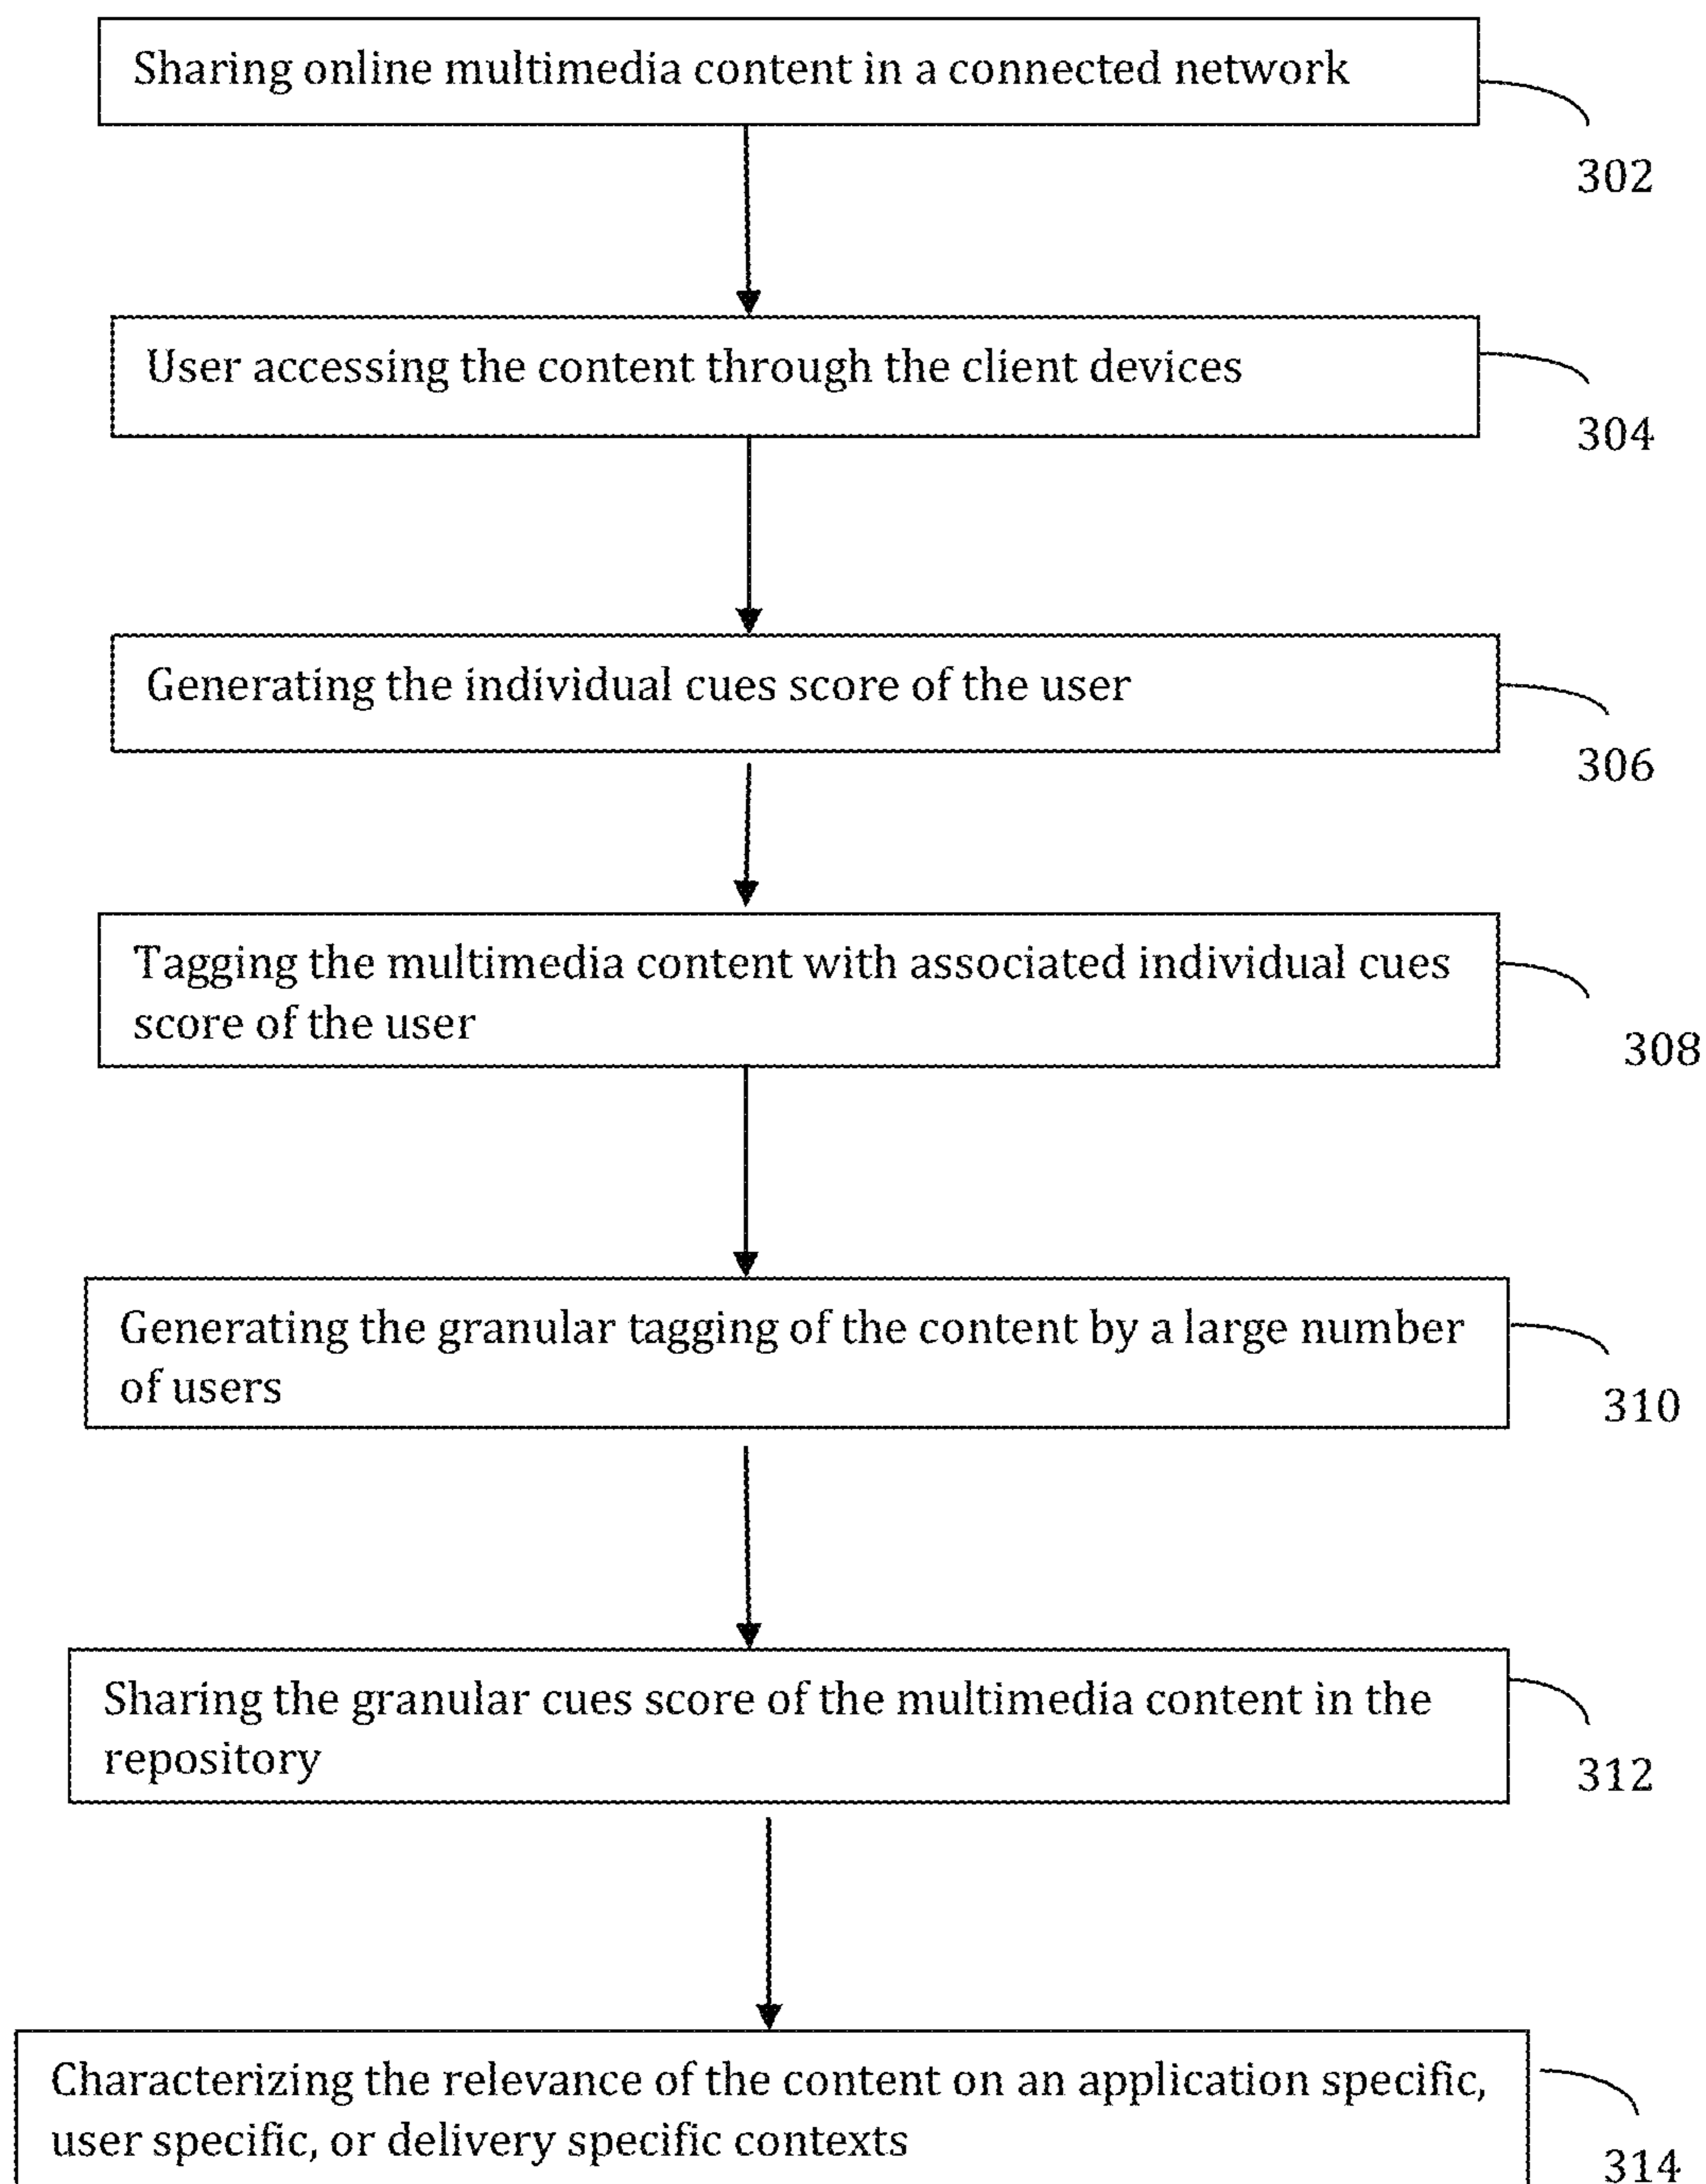 Sharing online multimedia content in a connected network
302
User accessing the content through the client devices
304
Generating the individual cues score of the user
306
Tagging the multimedia content with associated individual cues
score of the user
308
Generating the granular tagging of the content by a large number
of users
310
Sharing the granular cues score of the multimedia content in the
repository
312
Characterizing the relevance of the content on an application specific,
user specific, or delivery specific contexts
314